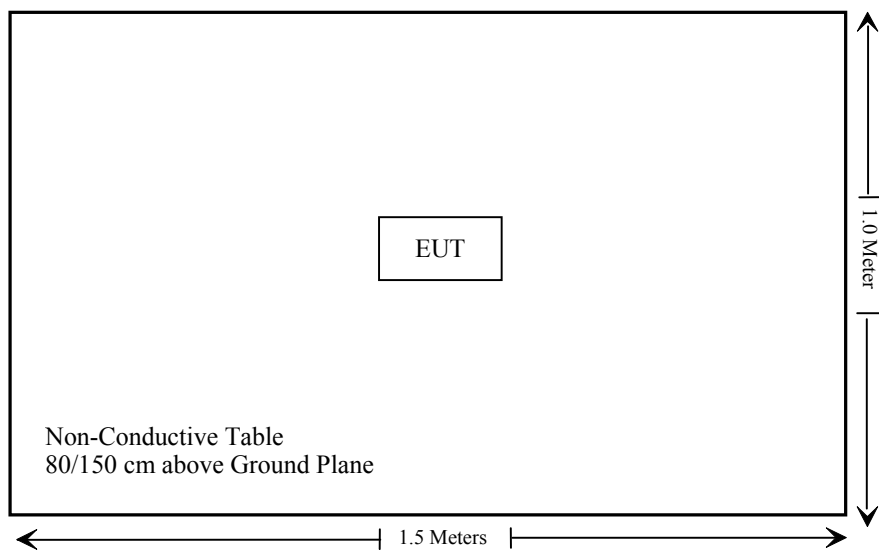 EUT
1.0 Meter
Non-Conductive Table
80/150 cm above Ground Plane
1.5 Meters